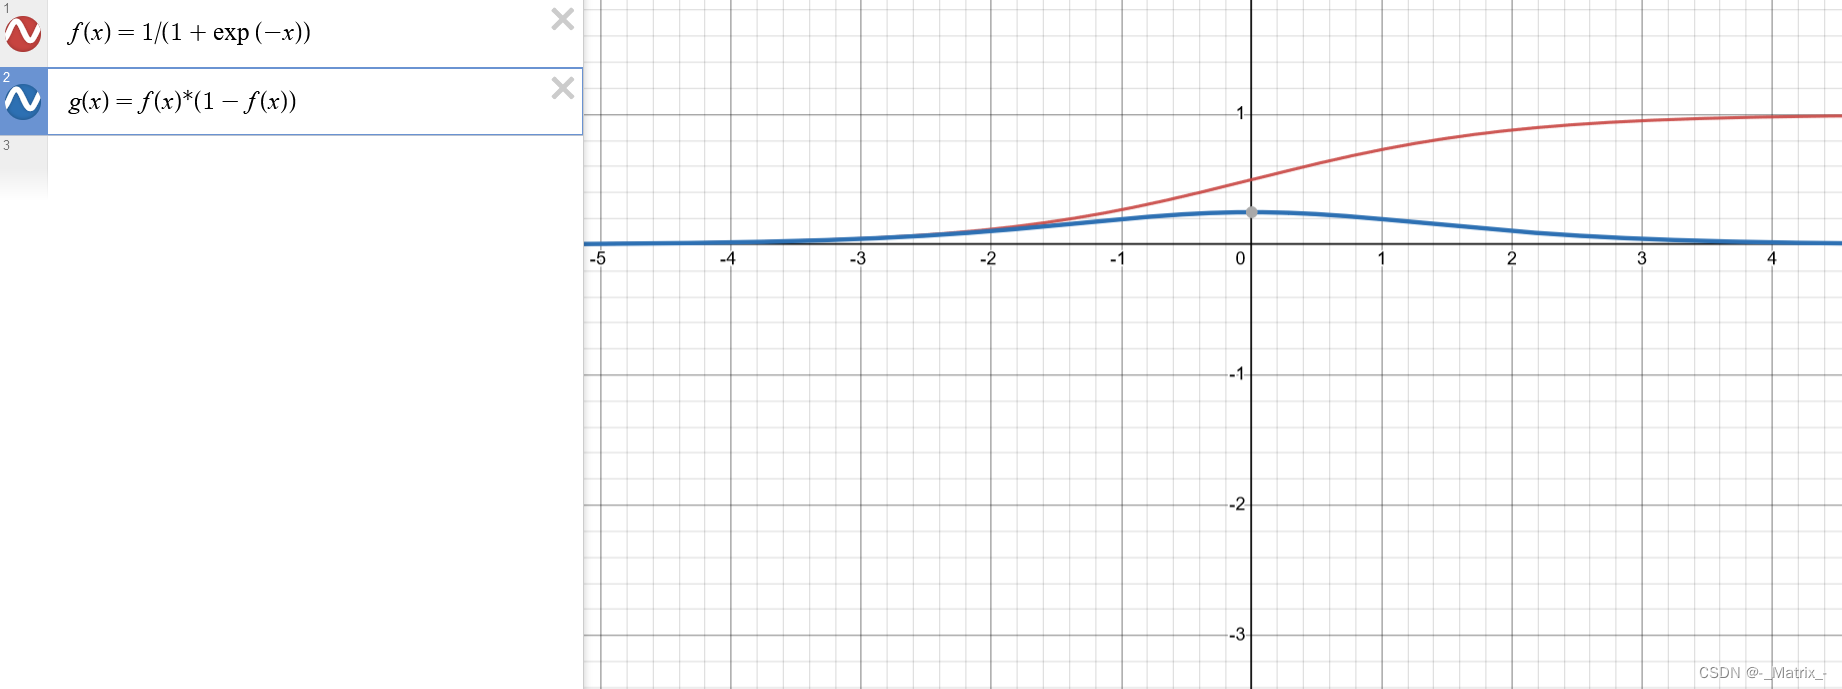 1
f(x) = 1/(1 + exp (−x))
2
g(x) = f(x)*(1 − f(x))
3
1
-5 -4 -3 -2 -1 0 1 2 3 4
-1
-2
-3
CSDN @-_Matrix_-